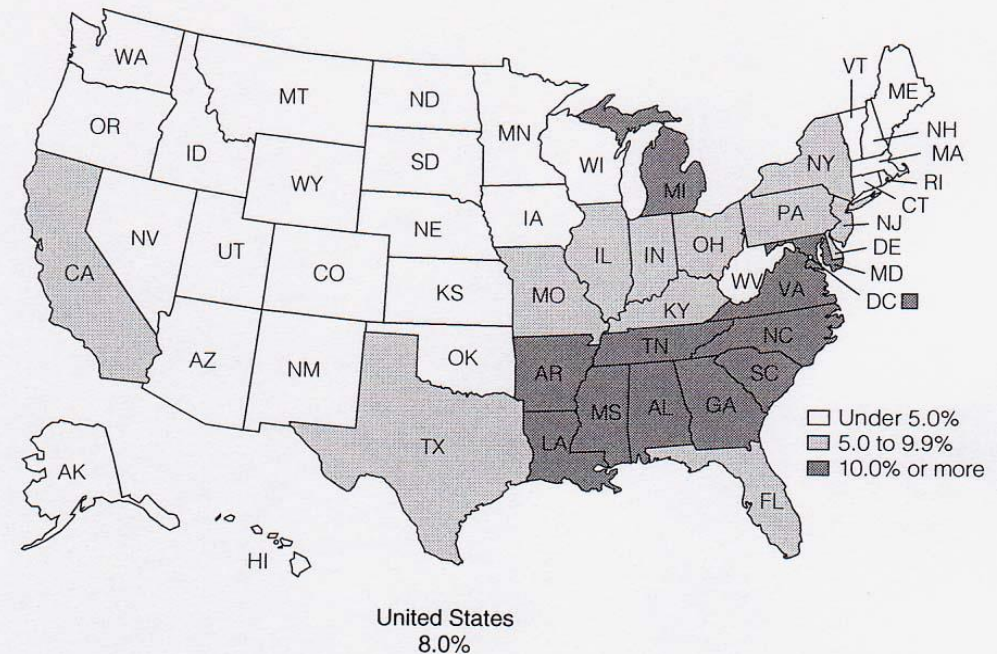 WA
MT
ND
MN
VT
ME
OR
ID
SD
WI
NY
NH
MA
WY
MI
RI
CT
IA
NE
PA
NJ
NV
UT
CO
IL
IN
OH
DE
CA
KS
MO
WV
VA
MD
KY
DC
AZ
NM
OK
TN
NC
AR
SC
MS
AL
GA
Under 5.0%
TX
LA
5.0 to 9.9%
AK
10.0% or more
FL
HI
United States
8.0%